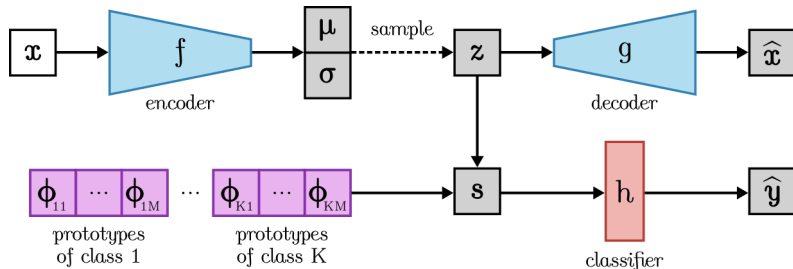 x f μ σ sample z g x̂
encoder decoder
ϕ₁₁ ... ϕ₁M ... ϕK₁ ... ϕKM s h ŷ
prototypes of class 1
prototypes of class K
classifier